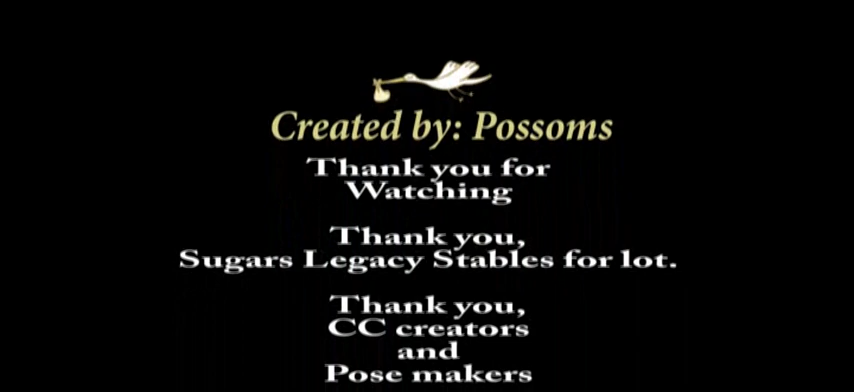 Created by: Possoms
Thank you for
Watching
Thank you,
Sugars Legacy Stables for lot.
Thank you,
CC creators
and
Pose makers